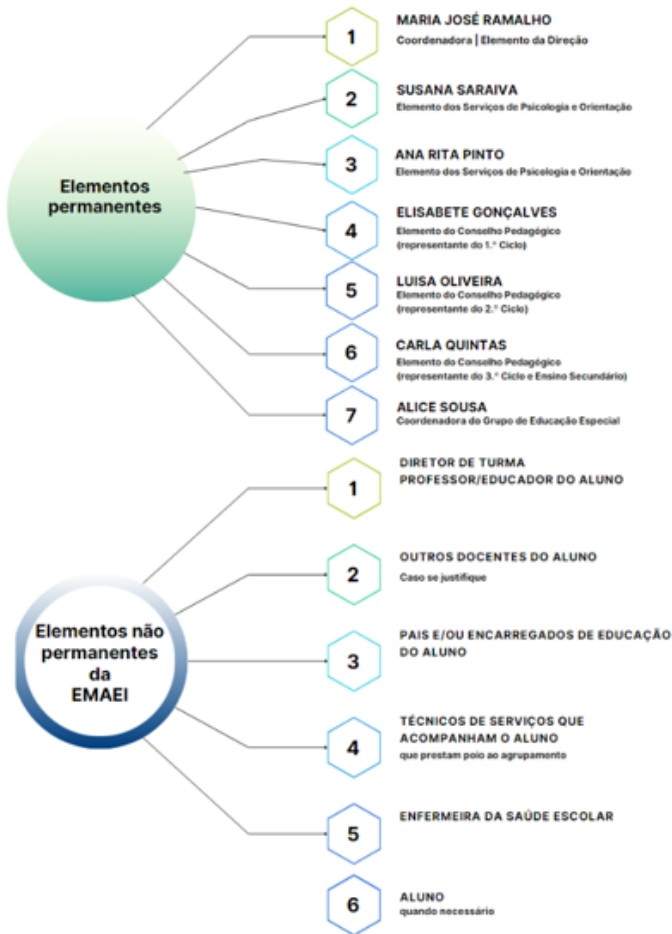 Elementos
permanentes
1
MARIA JOSÉ RAMALHO
Coordenadora | Elemento da Direção
2
SUSANA SARAIVA
Elemento dos Serviços de Psicologia e Orientação
3
ANA RITA PINTO
Elemento dos Serviços de Psicologia e Orientação
4
ELISABETE GONÇALVES
Elemento do Conselho Pedagógico
(representante do 1.º Ciclo)
5
LUISA OLIVEIRA
Elemento do Conselho Pedagógico
(representante do 2.º Ciclo)
6
CARLA QUINTAS
Elemento do Conselho Pedagógico
(representante do 3.º Ciclo e Ensino Secundário)
7
ALICE SOUSA
Coordenadora do Grupo de Educação Especial
Elementos não
permanentes
da
EMAEI
1
DIRETOR DE TURMA
PROFESSOR/EDUCADOR DO ALUNO
2
OUTROS DOCENTES DO ALUNO
Caso se justifique
3
PAIS E/OU ENCARREGADOS DE EDUCAÇÃO
DO ALUNO
4
TÉCNICOS DE SERVIÇOS QUE
ACOMPANHAM O ALUNO
que prestam poio ao agrupamento
5
ENFERMEIRA DA SAÚDE ESCOLAR
6
ALUNO
quando necessário